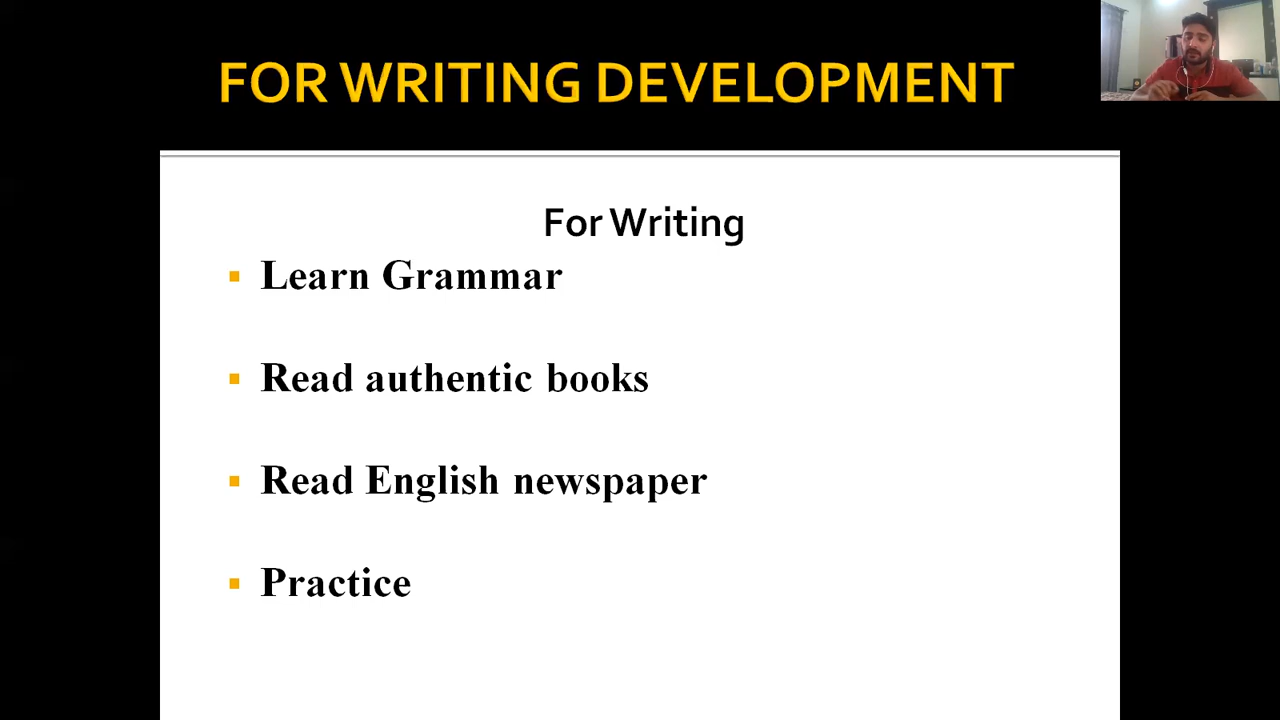 FOR WRITING DEVELOPMENT
For Writing
Learn Grammar
Read authentic books
Read English newspaper
Practice